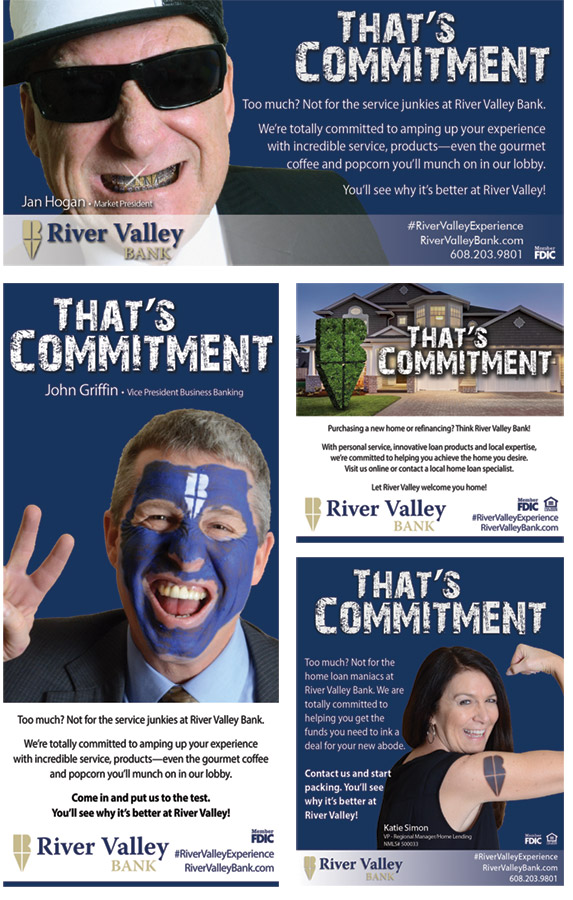 THAT'S
COMMITMENT
Too much? Not for the service junkies at River Valley Bank.
We're totally committed to amping up your experience
with incredible service, products—even the gourmet
coffee and popcorn you'll munch on in our lobby.
You'll see why it's better at River Valley!
Jan Hogan • Market President
River Valley
BANK
#RiverValleyExperience
RiverValleyBank.com
608.203.9801
Member
FDIC
THAT'S
COMMITMENT
John Griffin • Vice President Business Banking
Too much? Not for the service junkies at River Valley Bank.
We're totally committed to amping up your experience
with incredible service, products—even the gourmet coffee
and popcorn you'll munch on in our lobby.
Come in and put us to the test.
You'll see why it's better at River Valley!
River Valley
BANK
Member
FDIC
#RiverValleyExperience
RiverValleyBank.com
THAT'S
COMMITMENT
Purchasing a new home or refinancing? Think River Valley Bank!
With personal service, innovative loan products and local expertise,
we're committed to helping you achieve the home you desire.
Visit us online or contact a local home loan specialist.
Let River Valley welcome you home!
River Valley
BANK
Member
FDIC
#RiverValleyExperience
RiverValleyBank.com
THAT'S
COMMITMENT
Too much? Not for the
home loan maniacs at
River Valley Bank. We are
totally committed to
helping you get the
funds you need to ink a
deal for your new abode.
Contact us and start
packing. You'll see
why it's better at
River Valley!
Katie Simon
VP - Regional Manager/Home Lending
NMLS# 500033
Member
FDIC
River Valley
BANK
#RiverValleyExperience
RiverValleyBank.com
608.203.9801